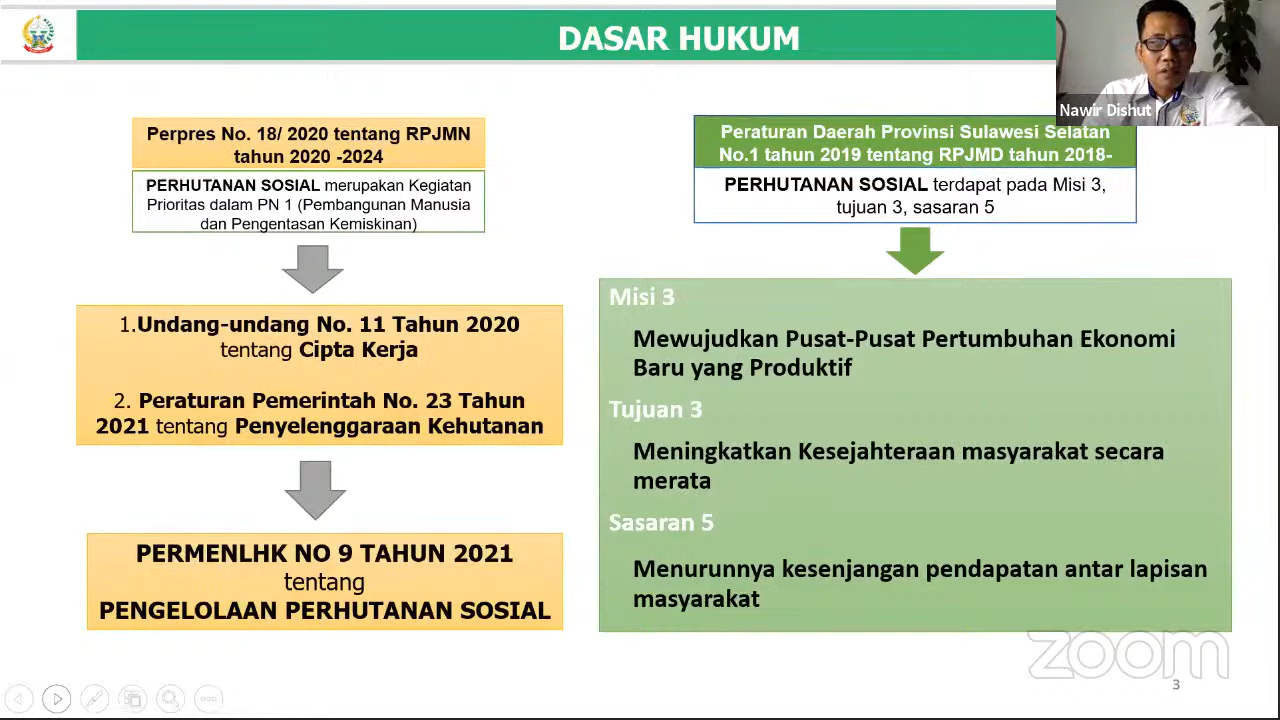 DASAR HUKUM
Nawir Dishut
Perpres No. 18/ 2020 tentang RPJMN
tahun 2020 -2024
PERHUTANAN SOSIAL merupakan Kegiatan
Prioritas dalam PN 1 (Pembangunan Manusia
dan Pengentasan Kemiskinan)
1.Undang-undang No. 11 Tahun 2020
tentang Cipta Kerja
2. Peraturan Pemerintah No. 23 Tahun
2021 tentang Penyelenggaraan Kehutanan
PERMENLHK NO 9 TAHUN 2021
tentang
PENGELOLAAN PERHUTANAN SOSIAL
Peraturan Daerah Provinsi Sulawesi Selatan
No.1 tahun 2019 tentang RPJMD tahun 2018-
PERHUTANAN SOSIAL terdapat pada Misi 3,
tujuan 3, sasaran 5
Misi 3
Mewujudkan Pusat-Pusat Pertumbuhan Ekonomi
Baru yang Produktif
Tujuan 3
Meningkatkan Kesejahteraan masyarakat secara
merata
Sasaran 5
Menurunnya kesenjangan pendapatan antar lapisan
masyarakat
zoom
3